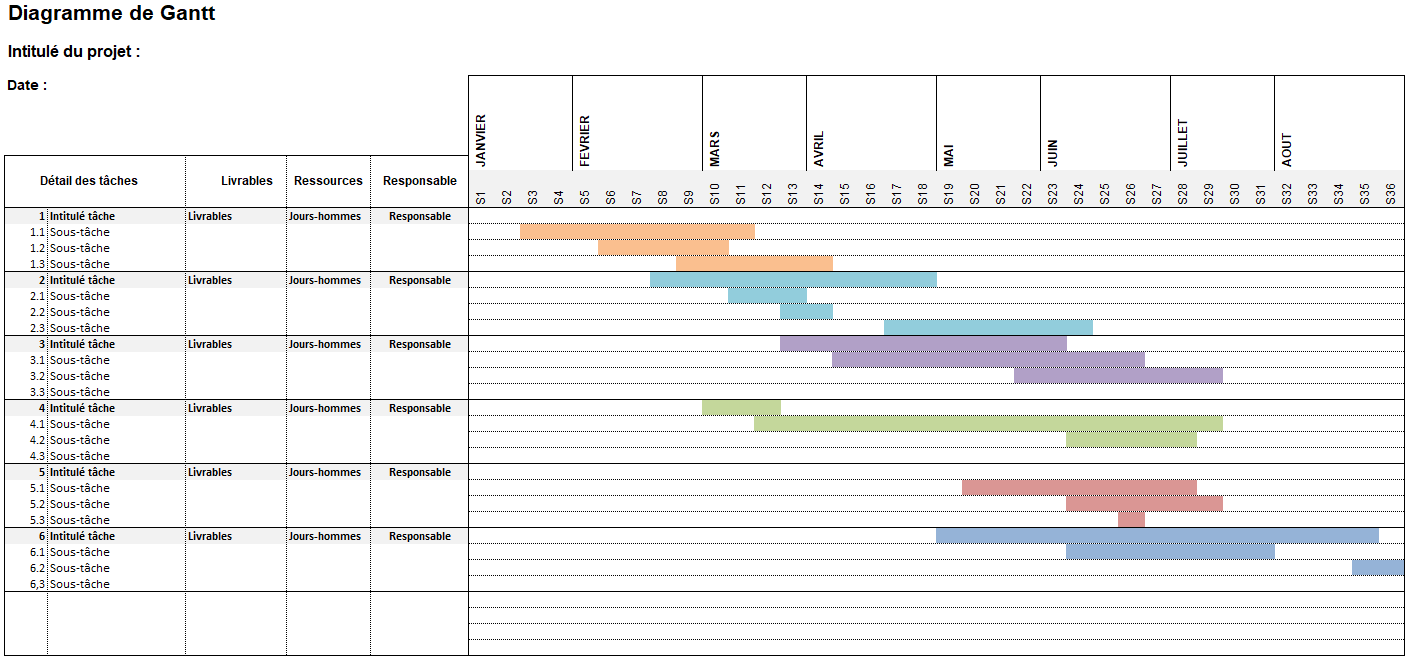 Diagramme de Gantt
Intitulé du projet :
Date :
JANVIER FEVRIER MARS AVRIL MAI JUIN JUILLET AOUT
Détail des tâches Livrables Ressources Responsable S1 S2 S3 S4 S5 S6 S7 S8 S9 S10 S11 S12 S13 S14 S15 S16 S17 S18 S19 S20 S21 S22 S23 S24 S25 S26 S27 S28 S29 S30 S31 S32 S33 S34 S35 S36
1 Intitulé tâche Livrables Jours-hommes Responsable
1.1 Sous-tâche
1.2 Sous-tâche
1.3 Sous-tâche
2 Intitulé tâche Livrables Jours-hommes Responsable
2.1 Sous-tâche
2.2 Sous-tâche
2.3 Sous-tâche
3 Intitulé tâche Livrables Jours-hommes Responsable
3.1 Sous-tâche
3.2 Sous-tâche
3.3 Sous-tâche
4 Intitulé tâche Livrables Jours-hommes Responsable
4.1 Sous-tâche
4.2 Sous-tâche
4.3 Sous-tâche
5 Intitulé tâche Livrables Jours-hommes Responsable
5.1 Sous-tâche
5.2 Sous-tâche
5.3 Sous-tâche
6 Intitulé tâche Livrables Jours-hommes Responsable
6.1 Sous-tâche
6.2 Sous-tâche
6,3 Sous-tâche